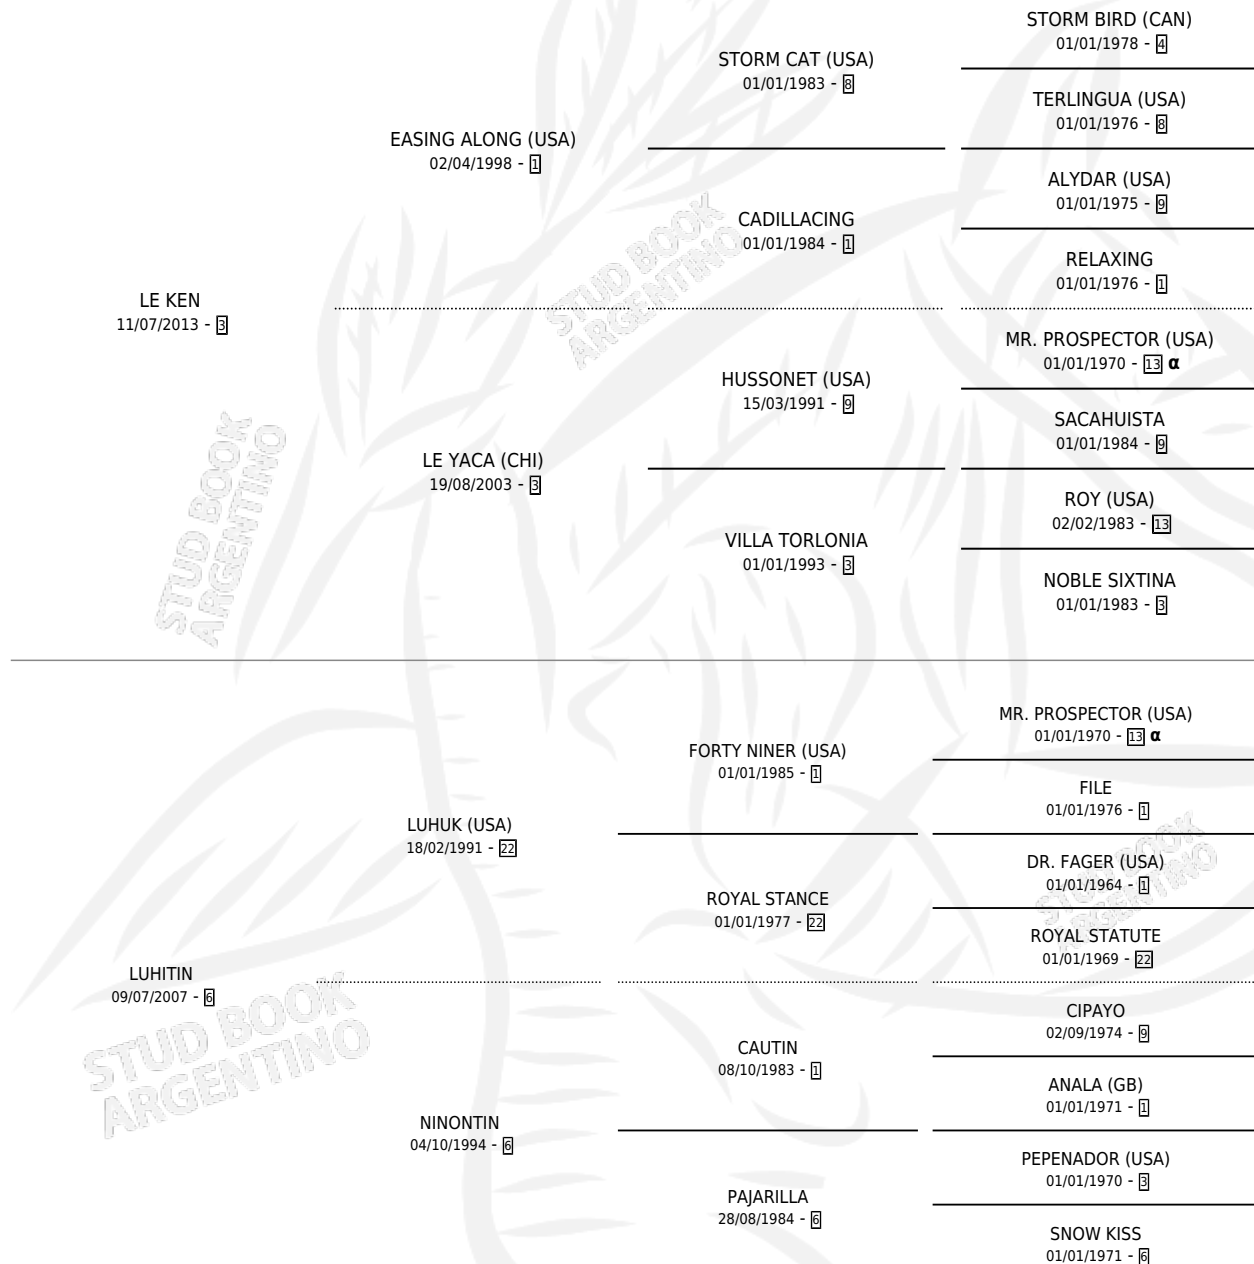 STORM BIRD (CAN)
01/01/1978 - 4
STORM CAT (USA)
01/01/1983 - 8
TERLINGUA (USA)
01/01/1976 - 8
EASING ALONG (USA)
02/04/1998 - 1
ALYDAR (USA)
01/01/1975 - 9
CADILLACING
01/01/1984 - 1
RELAXING
01/01/1976 - 1
LE KEN
11/07/2013 - 3
MR. PROSPECTOR (USA)
01/01/1970 - 13 α
HUSSONET (USA)
15/03/1991 - 9
SACAHUISTA
01/01/1984 - 9
LE YACA (CHI)
19/08/2003 - 3
ROY (USA)
02/02/1983 - 13
VILLA TORLONIA
01/01/1993 - 3
NOBLE SIXTINA
01/01/1983 - 3
MR. PROSPECTOR (USA)
01/01/1970 - 13 α
FORTY NINER (USA)
01/01/1985 - 1
FILE
01/01/1976 - 1
LUHUK (USA)
18/02/1991 - 22
DR. FAGER (USA)
01/01/1964 - 1
ROYAL STANCE
01/01/1977 - 22
ROYAL STATUTE
01/01/1969 - 22
LUHITIN
09/07/2007 - 6
CIPAYO
02/09/1974 - 9
CAUTIN
08/10/1983 - 1
ANALA (GB)
01/01/1971 - 1
NINONTIN
04/10/1994 - 6
PEPENADOR (USA)
01/01/1970 - 3
PAJARILLA
28/08/1984 - 6
SNOW KISS
01/01/1971 - 6
STUD BOOK
ARGENTINO
STUD BOOK
ARGENTINO
STUD BOOK
ARGENTINO
STUD BOOK
ARGENTINO